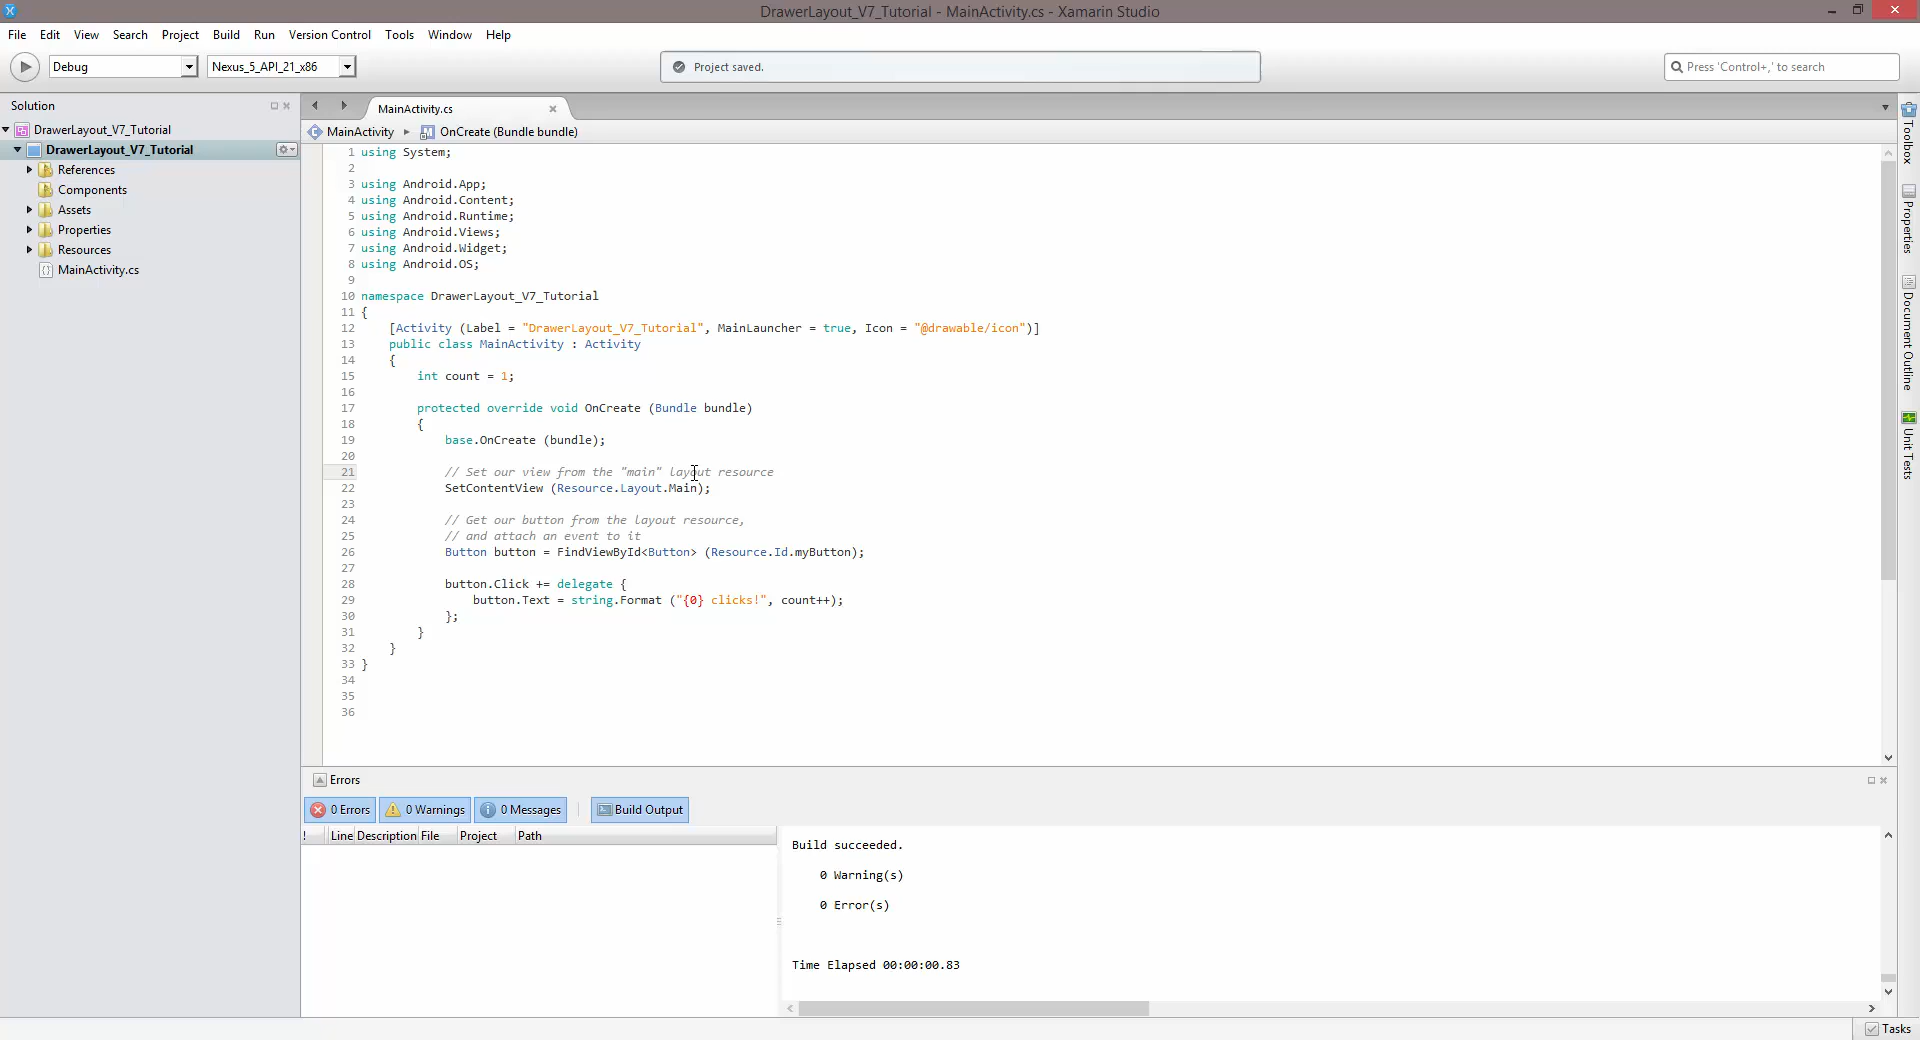 DrawerLayout_V7_Tutorial - MainActivity.cs - Xamarin Studio
File Edit View Search Project Build Run Version Control Tools Window Help
Debug Nexus_5_API_21_x86 Project saved. Press 'Control+,' to search
Solution
DrawerLayout_V7_Tutorial
DrawerLayout_V7_Tutorial
References
Components
Assets
Properties
Resources
MainActivity.cs
MainActivity.cs
MainActivity OnCreate (Bundle bundle)
1 using System;
2
3 using Android.App;
4 using Android.Content;
5 using Android.Runtime;
6 using Android.Views;
7 using Android.Widget;
8 using Android.OS;
9
10 namespace DrawerLayout_V7_Tutorial
11 {
12 [Activity (Label = "DrawerLayout_V7_Tutorial", MainLauncher = true, Icon = "@drawable/icon")]
13 public class MainActivity : Activity
14 {
15 int count = 1;
16
17 protected override void OnCreate (Bundle bundle)
18 {
19 base.OnCreate (bundle);
20
21 // Set our view from the "main" layout resource
22 SetContentView (Resource.Layout.Main);
23
24 // Get our button from the layout resource,
25 // and attach an event to it
26 Button button = FindViewById<Button> (Resource.Id.myButton);
27
28 button.Click += delegate {
29 button.Text = string.Format ("{0} clicks!", count++);
30 };
31 }
32 }
33 }
34
35
36
Toolbox
Properties
Document Outline
Unit Tests
Errors
0 Errors 0 Warnings 0 Messages Build Output
! Line Description File Project Path
Build succeeded.
0 Warning(s)
0 Error(s)
Time Elapsed 00:00:00.83
Tasks